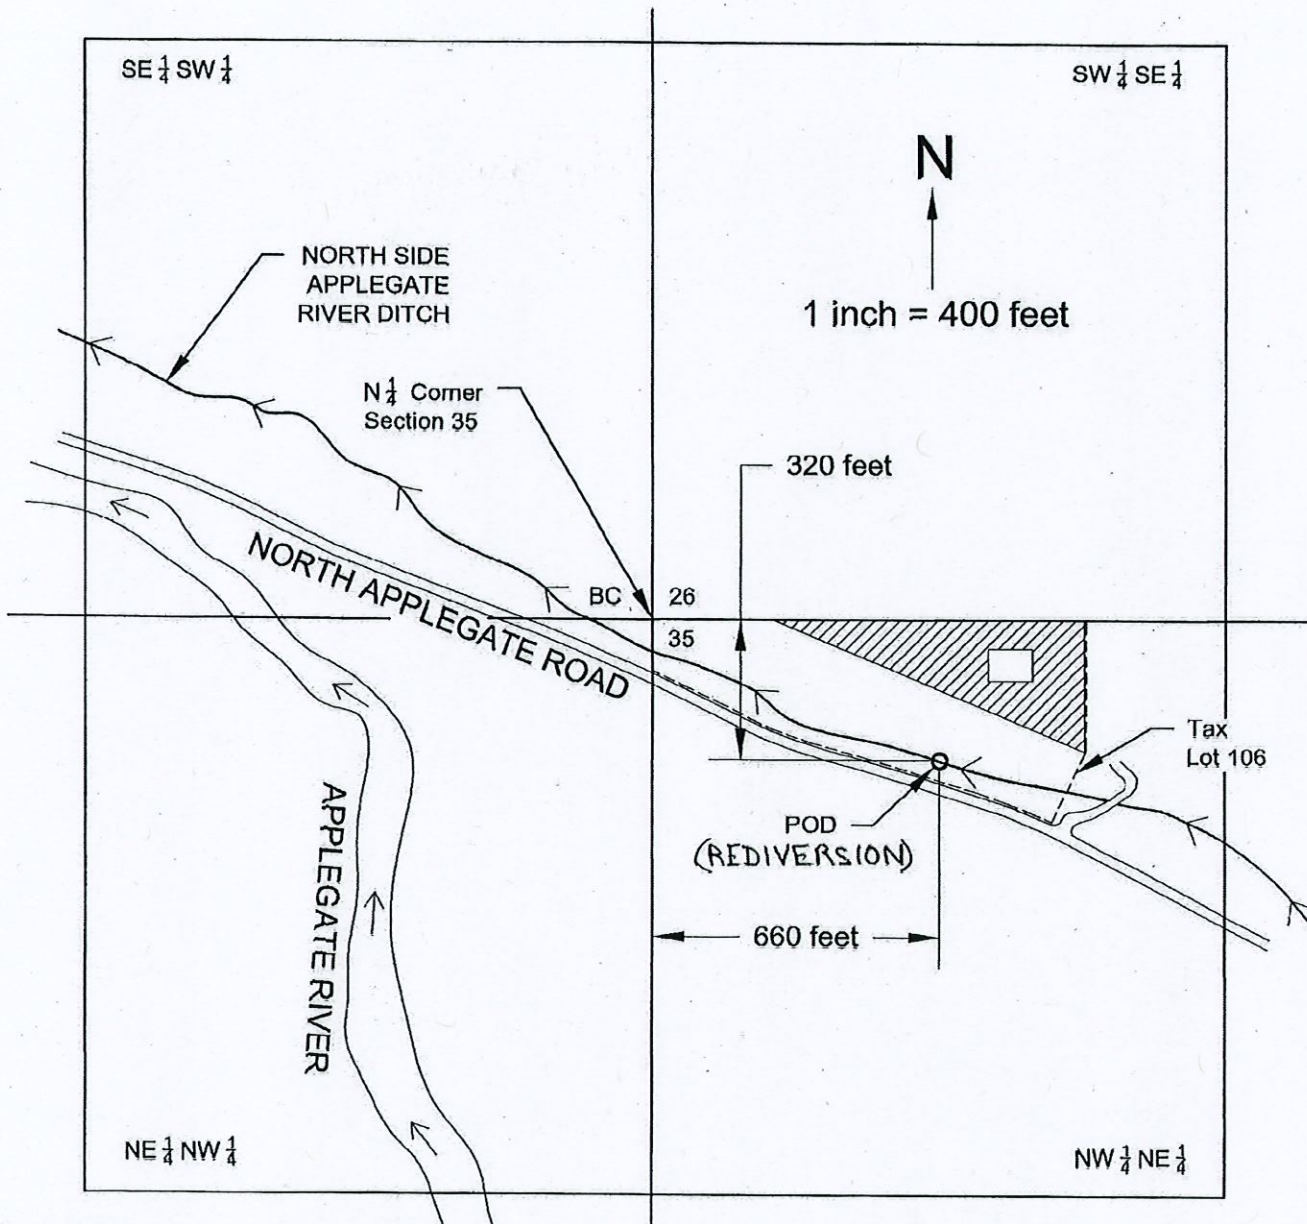 SE 1/4 SW 1/4
SW 1/4 SE 1/4
N
1 inch = 400 feet
NORTH SIDE
APPLEGATE
RIVER DITCH
N 1/4 Corner
Section 35
320 feet
BC
26
35
NORTH APPLEGATE ROAD
Tax
Lot 106
POD
(REDIVERSION)
660 feet
APPLEGATE RIVER
NE 1/4 NW 1/4
NW 1/4 NE 1/4